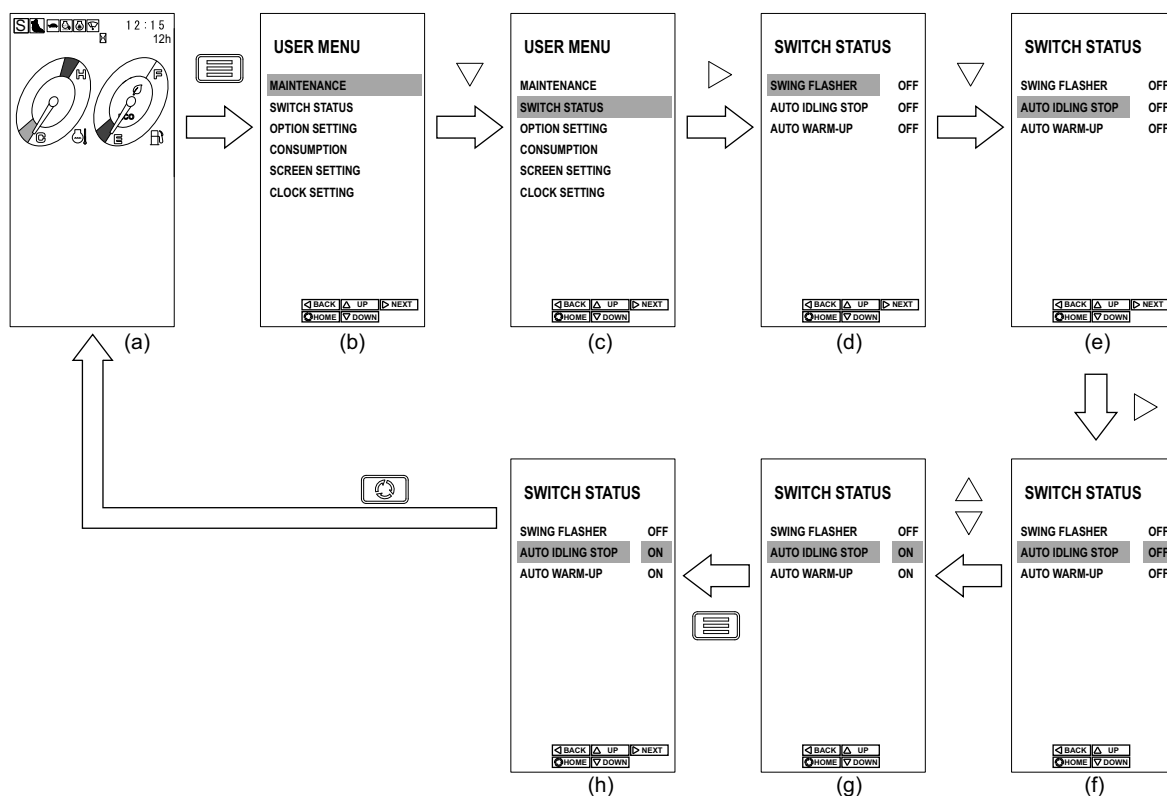 S 12:15
12h
H F
ECO
C E
(a)
USER MENU
MAINTENANCE
SWITCH STATUS
OPTION SETTING
CONSUMPTION
SCREEN SETTING
CLOCK SETTING
BACK UP NEXT
HOME DOWN
(b)
USER MENU
MAINTENANCE
SWITCH STATUS
OPTION SETTING
CONSUMPTION
SCREEN SETTING
CLOCK SETTING
BACK UP NEXT
HOME DOWN
(c)
SWITCH STATUS
SWING FLASHER OFF
AUTO IDLING STOP OFF
AUTO WARM-UP OFF
BACK UP NEXT
HOME DOWN
(d)
SWITCH STATUS
SWING FLASHER OFF
AUTO IDLING STOP OFF
AUTO WARM-UP OFF
BACK UP NEXT
HOME DOWN
(e)
SWITCH STATUS
SWING FLASHER OFF
AUTO IDLING STOP ON
AUTO WARM-UP ON
BACK UP NEXT
HOME DOWN
(h)
SWITCH STATUS
SWING FLASHER OFF
AUTO IDLING STOP ON
AUTO WARM-UP ON
BACK UP
HOME DOWN
(g)
SWITCH STATUS
SWING FLASHER OFF
AUTO IDLING STOP OFF
AUTO WARM-UP OFF
BACK UP
HOME DOWN
(f)